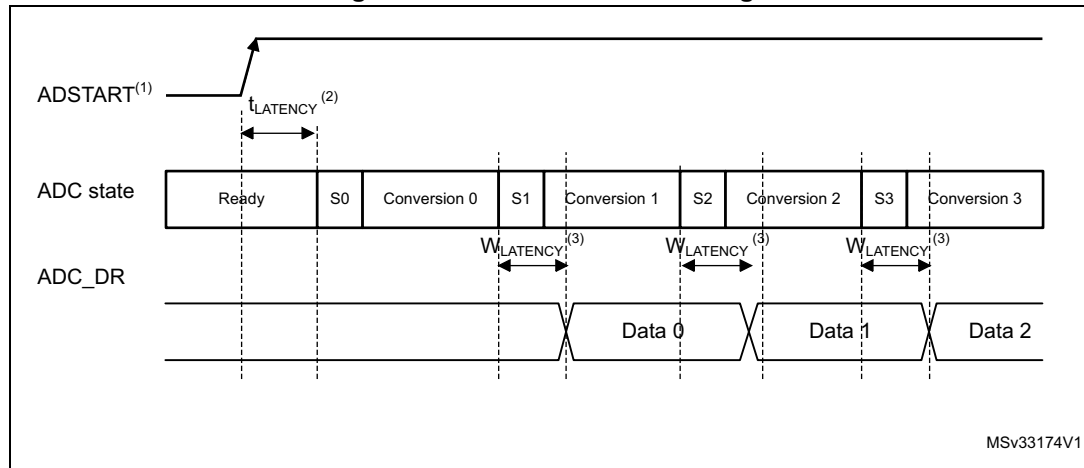 ADSTART(1)
tLATENCY (2)
ADC state
Ready S0 Conversion 0 S1 Conversion 1 S2 Conversion 2 S3 Conversion 3
WLATENCY(3) WLATENCY(3) WLATENCY(3)
ADC_DR
Data 0 Data 1 Data 2
MSv33174V1